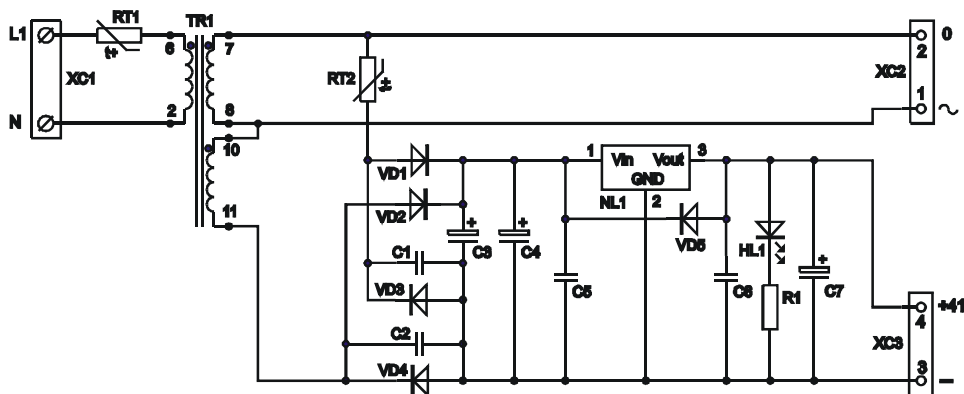 L1
RT1
t+
TR1
6
7
XC1
N
2
8
10
11
RT2
t+
0
2
XC2
1
~
VD1
VD2
C1
VD3
C2
VD4
+
C3
+
C4
1
Vin
Vout
3
GND
NL1
2
VD5
C5
C6
HL1
R1
+
C7
+41
4
XC3
3
–